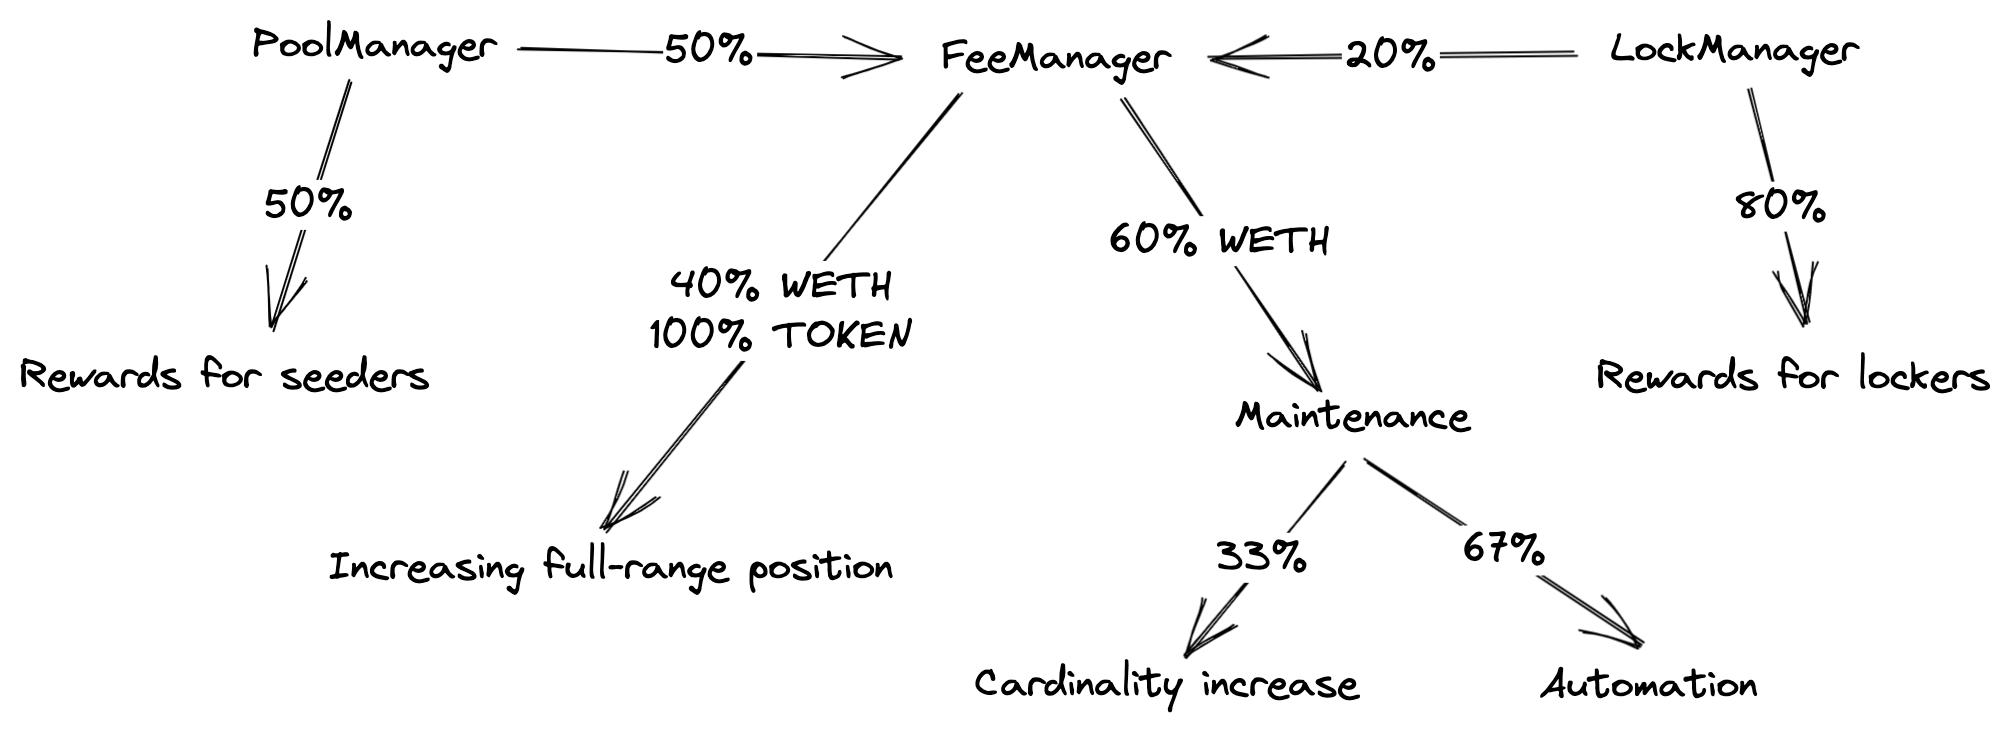 PoolManager
50%
FeeManager
20%
LockManager
50%
80%
60% WETH
40% WETH
100% TOKEN
Rewards for seeders
Rewards for lockers
Maintenance
Increasing full-range position
33%
67%
Cardinality increase
Automation